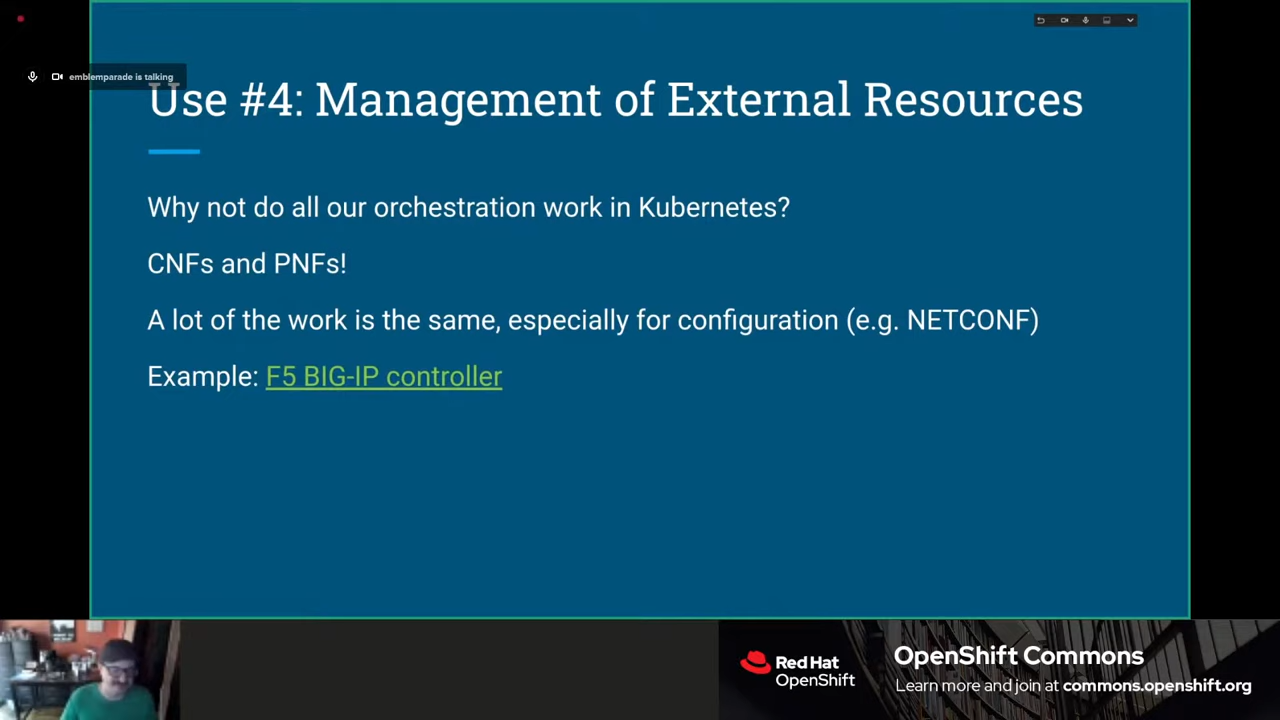 emblemparade is talking
Use #4: Management of External Resources
Why not do all our orchestration work in Kubernetes?
CNFs and PNFs!
A lot of the work is the same, especially for configuration (e.g. NETCONF)
Example: F5 BIG-IP controller
Red Hat
OpenShift
OpenShift Commons
Learn more and join at commons.openshift.org